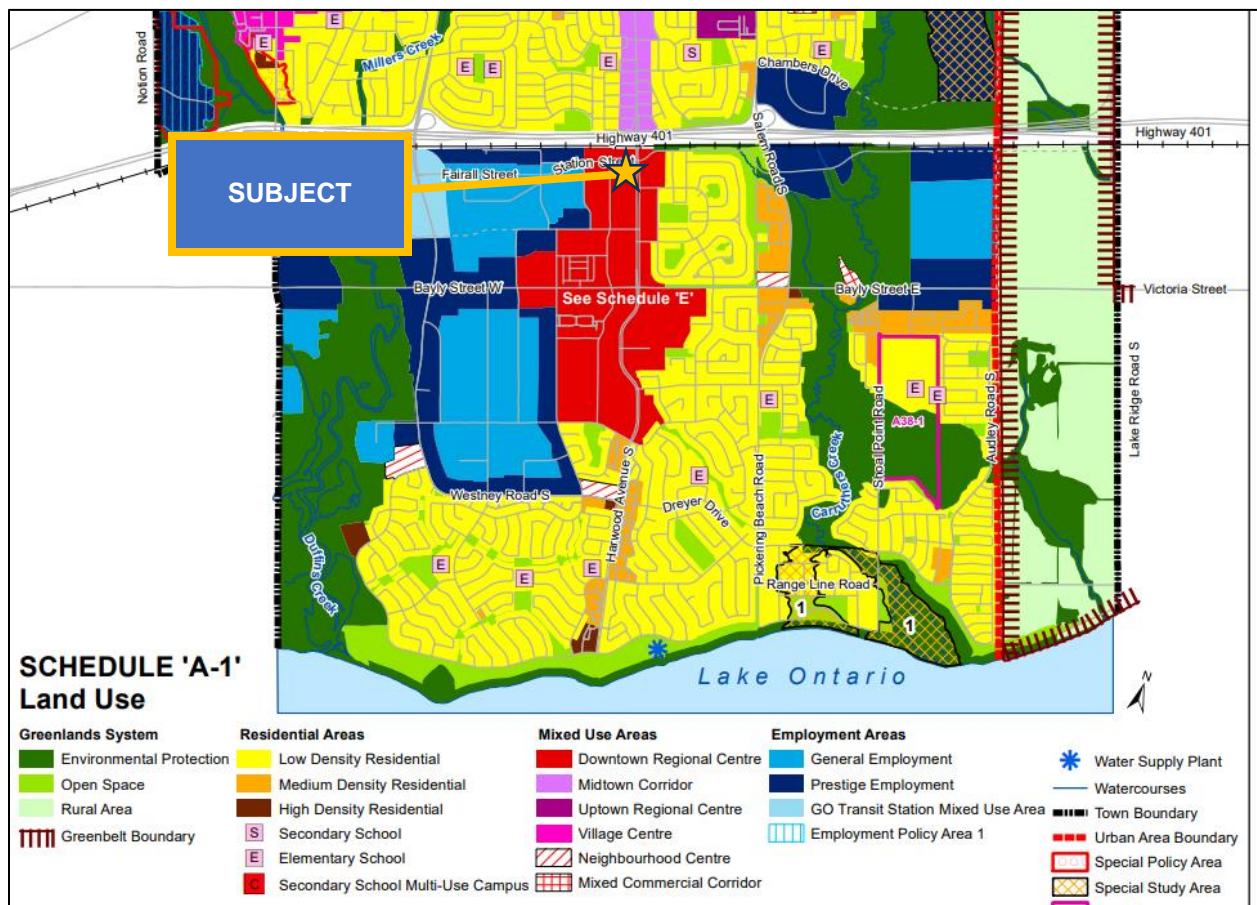 Notion Road
E
E
Millers Creek
E
E
E
S
E
Chambers Drive
Salem Road S
Highway 401
Highway 401
SUBJECT
Fairall Street
Station Street
Bayly Street W
See Schedule 'E'
Bayly Street E
Victoria Street
Lake Ridge Road S
Audley Road S
Shoal Point Road
A38-1
E
E
E
E
Carruthers Creek
Pickering Beach Road
Dreyer Drive
Harwood Avenue S
Westney Road S
Duffins Creek
E
E
E
Range Line Road
1
1
Lake Ontario
N
SCHEDULE 'A-1'
Land Use
Greenlands System
Environmental Protection
Open Space
Rural Area
Greenbelt Boundary
Residential Areas
Low Density Residential
Medium Density Residential
High Density Residential
S Secondary School
E Elementary School
C Secondary School Multi-Use Campus
Mixed Use Areas
Downtown Regional Centre
Midtown Corridor
Uptown Regional Centre
Village Centre
Neighbourhood Centre
Mixed Commercial Corridor
Employment Areas
General Employment
Prestige Employment
GO Transit Station Mixed Use Area
Employment Policy Area 1
Water Supply Plant
Watercourses
Town Boundary
Urban Area Boundary
Special Policy Area
Special Study Area